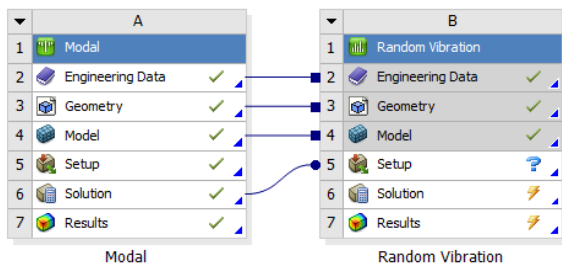 A
1 Modal
2 Engineering Data
3 Geometry
4 Model
5 Setup
6 Solution
7 Results
Modal
B
1 Random Vibration
2 Engineering Data
3 Geometry
4 Model
5 Setup ?
6 Solution
7 Results
Random Vibration